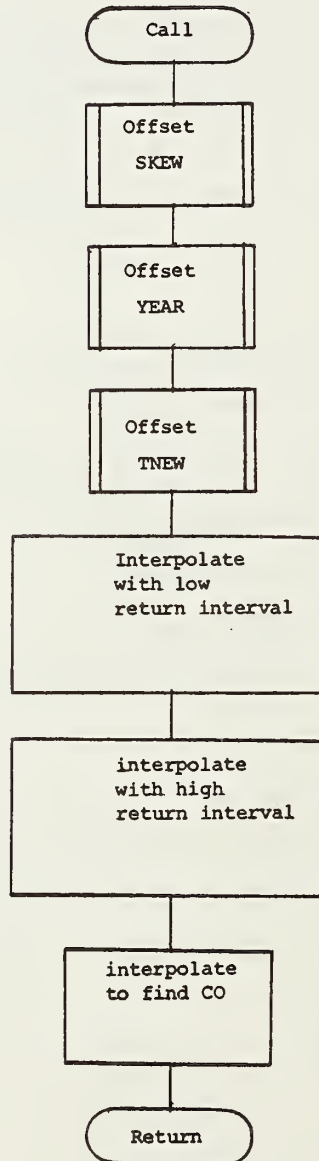 Call
Offset
SKEW
Offset
YEAR
Offset
TNEW
Interpolate
with low
return interval
interpolate
with high
return interval
interpolate
to find CO
Return